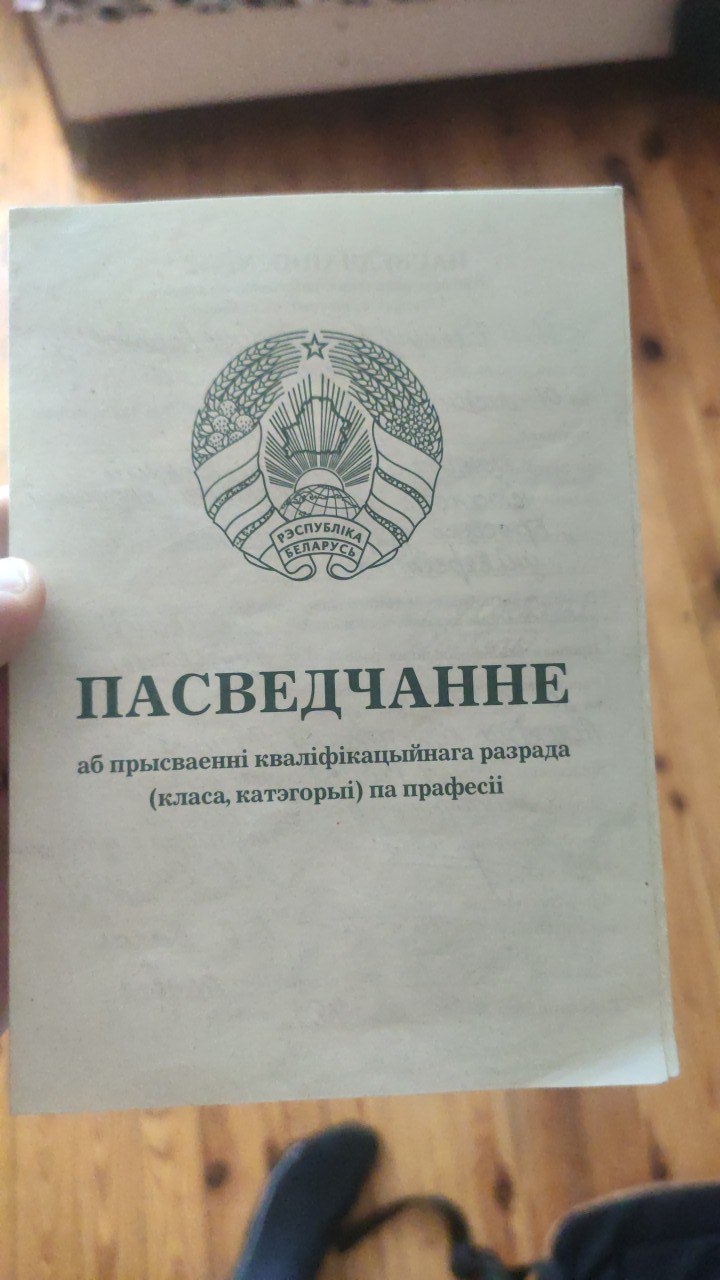 РЭСПУБЛІКА
БЕЛАРУСЬ
ПАСВЕДЧАННЕ
аб прысваенні кваліфікацыйнага разрада
(класа, катэгорыі) па прафесіі